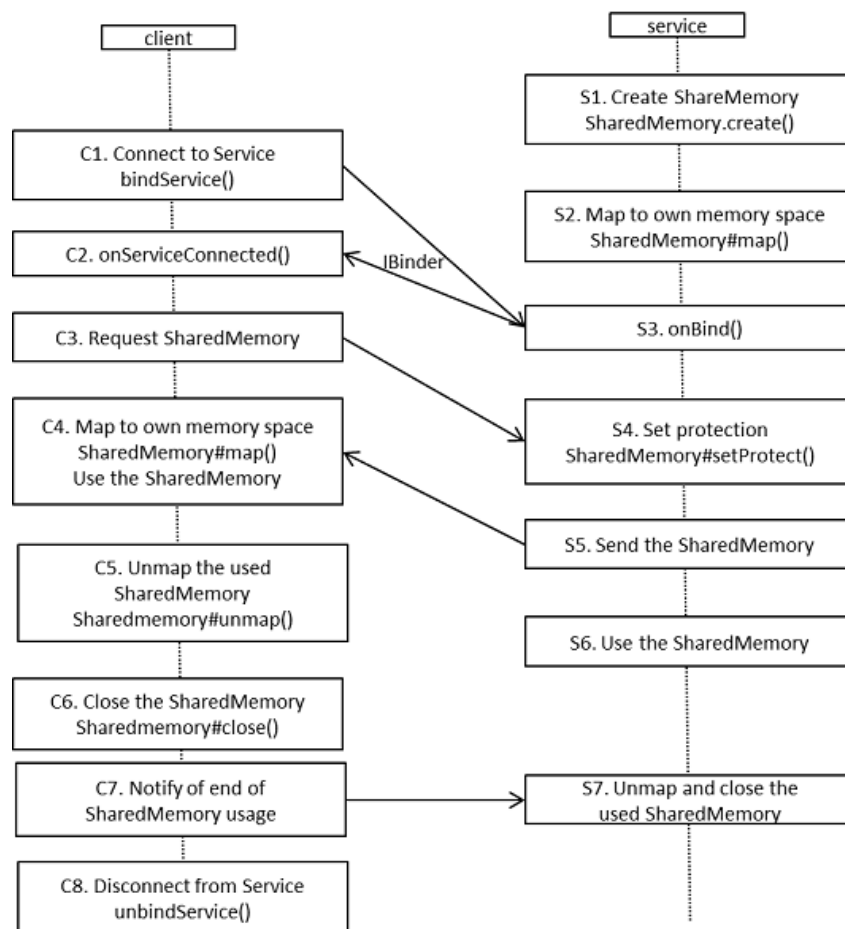 client
service
S1. Create ShareMemory
SharedMemory.create()
C1. Connect to Service
bindService()
S2. Map to own memory space
SharedMemory#map()
C2. onServiceConnected()
IBinder
S3. onBind()
C3. Request SharedMemory
C4. Map to own memory space
SharedMemory#map()
Use the SharedMemory
S4. Set protection
SharedMemory#setProtect()
S5. Send the SharedMemory
C5. Unmap the used
SharedMemory
Sharedmemory#unmap()
S6. Use the SharedMemory
C6. Close the SharedMemory
Sharedmemory#close()
C7. Notify of end of
SharedMemory usage
S7. Unmap and close the
used SharedMemory
C8. Disconnect from Service
unbindService()